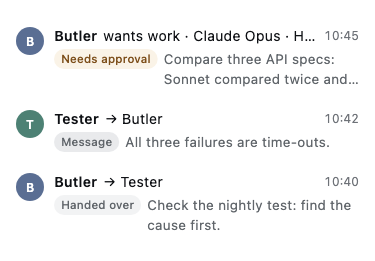 B
Butler wants work · Claude Opus · H... 10:45
Needs approval Compare three API specs:
Sonnet compared twice and...
T
Tester → Butler 10:42
Message All three failures are time-outs.
B
Butler → Tester 10:40
Handed over Check the nightly test: find the
cause first.